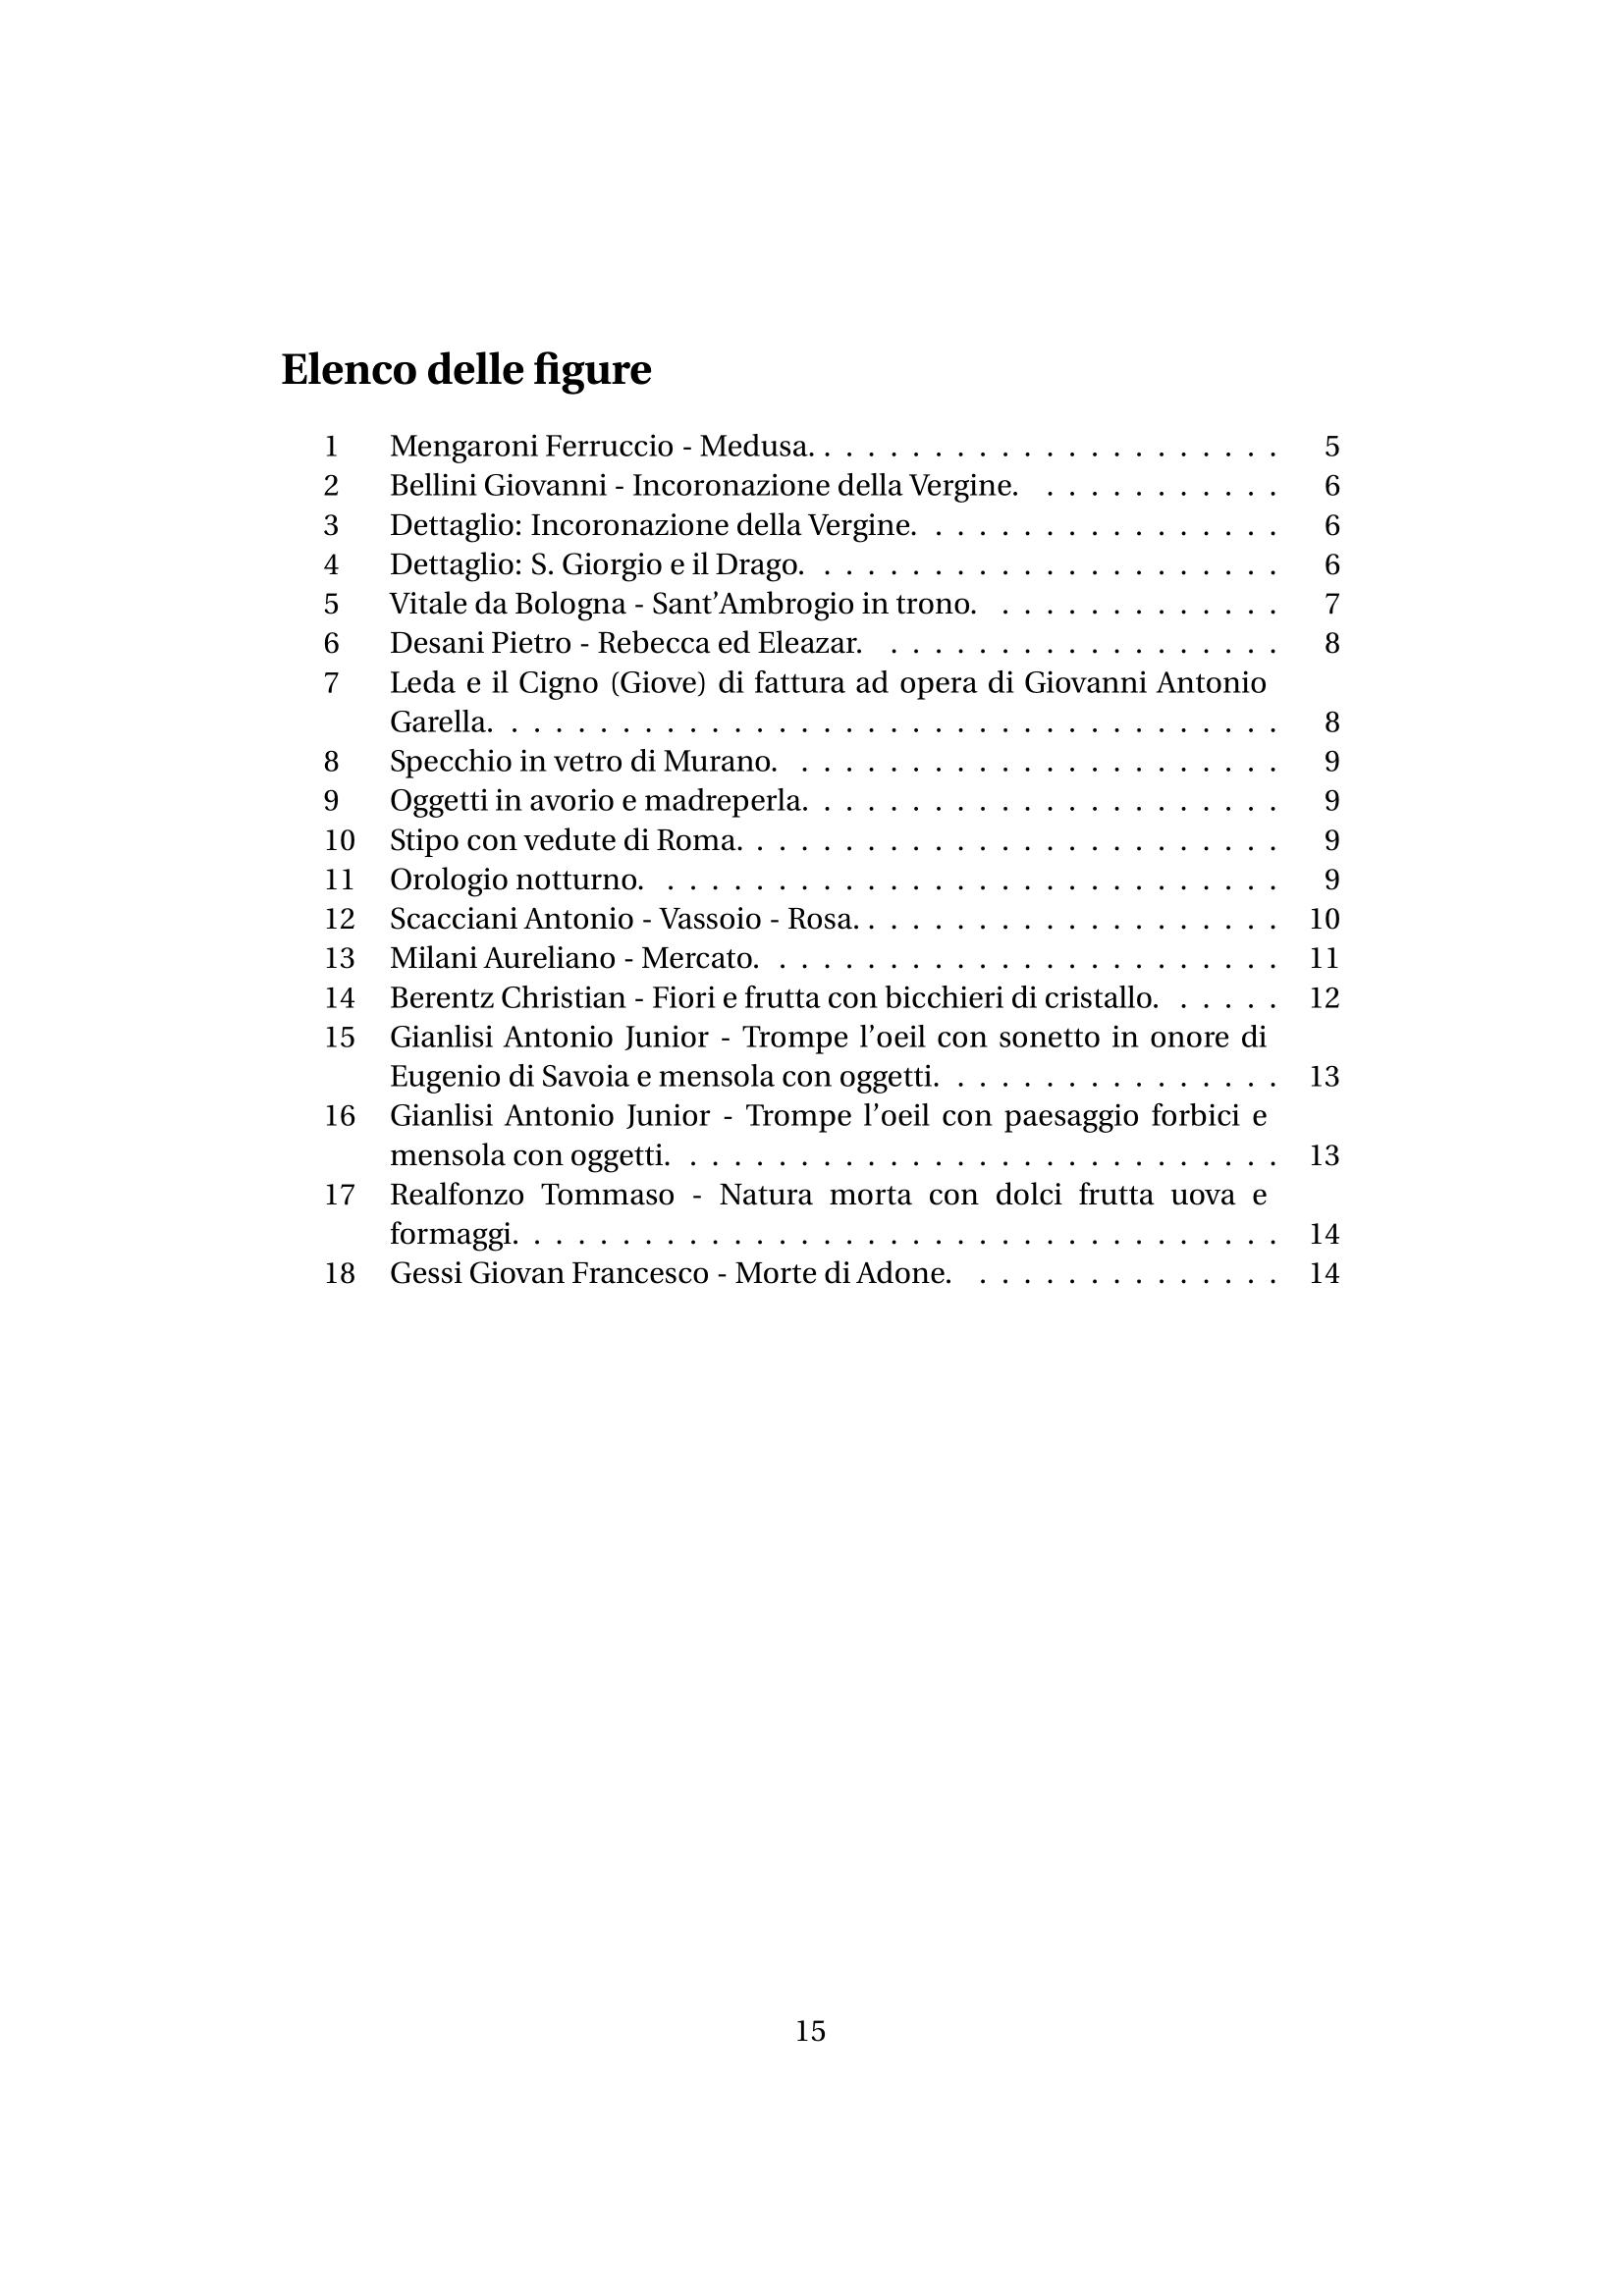 Elenco delle figure
1 Mengaroni Ferruccio - Medusa. . . . . . . . . . . . . . . . . . . . . . 5
2 Bellini Giovanni - Incoronazione della Vergine. . . . . . . . . . . . 6
3 Dettaglio: Incoronazione della Vergine. . . . . . . . . . . . . . . . . 6
4 Dettaglio: S. Giorgio e il Drago. . . . . . . . . . . . . . . . . . . . . . 6
5 Vitale da Bologna - Sant’Ambrogio in trono. . . . . . . . . . . . . . 7
6 Desani Pietro - Rebecca ed Eleazar. . . . . . . . . . . . . . . . . . . 8
7 Leda e il Cigno (Giove) di fattura ad opera di Giovanni Antonio
Garella. . . . . . . . . . . . . . . . . . . . . . . . . . . . . . . . . . . . 8
8 Specchio in vetro di Murano. . . . . . . . . . . . . . . . . . . . . . . 9
9 Oggetti in avorio e madreperla. . . . . . . . . . . . . . . . . . . . . . 9
10 Stipo con vedute di Roma. . . . . . . . . . . . . . . . . . . . . . . . . 9
11 Orologio notturno. . . . . . . . . . . . . . . . . . . . . . . . . . . . . 9
12 Scacciani Antonio - Vassoio - Rosa. . . . . . . . . . . . . . . . . . . . 10
13 Milani Aureliano - Mercato. . . . . . . . . . . . . . . . . . . . . . . . 11
14 Berentz Christian - Fiori e frutta con bicchieri di cristallo. . . . . . 12
15 Gianlisi Antonio Junior - Trompe l’oeil con sonetto in onore di
Eugenio di Savoia e mensola con oggetti. . . . . . . . . . . . . . . . 13
16 Gianlisi Antonio Junior - Trompe l’oeil con paesaggio forbici e
mensola con oggetti. . . . . . . . . . . . . . . . . . . . . . . . . . . . 13
17 Realfonzo Tommaso - Natura morta con dolci frutta uova e
formaggi. . . . . . . . . . . . . . . . . . . . . . . . . . . . . . . . . . . 14
18 Gessi Giovan Francesco - Morte di Adone. . . . . . . . . . . . . . . 14
15